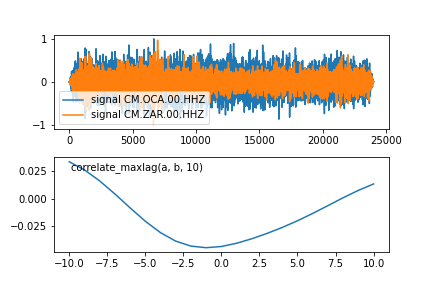 1
0
−1
signal CM.OCA.00.HHZ
signal CM.ZAR.00.HHZ
0 5000 10000 15000 20000 25000
correlate_maxlag(a, b, 10)
0.025
0.000
−0.025
−10.0 −7.5 −5.0 −2.5 0.0 2.5 5.0 7.5 10.0